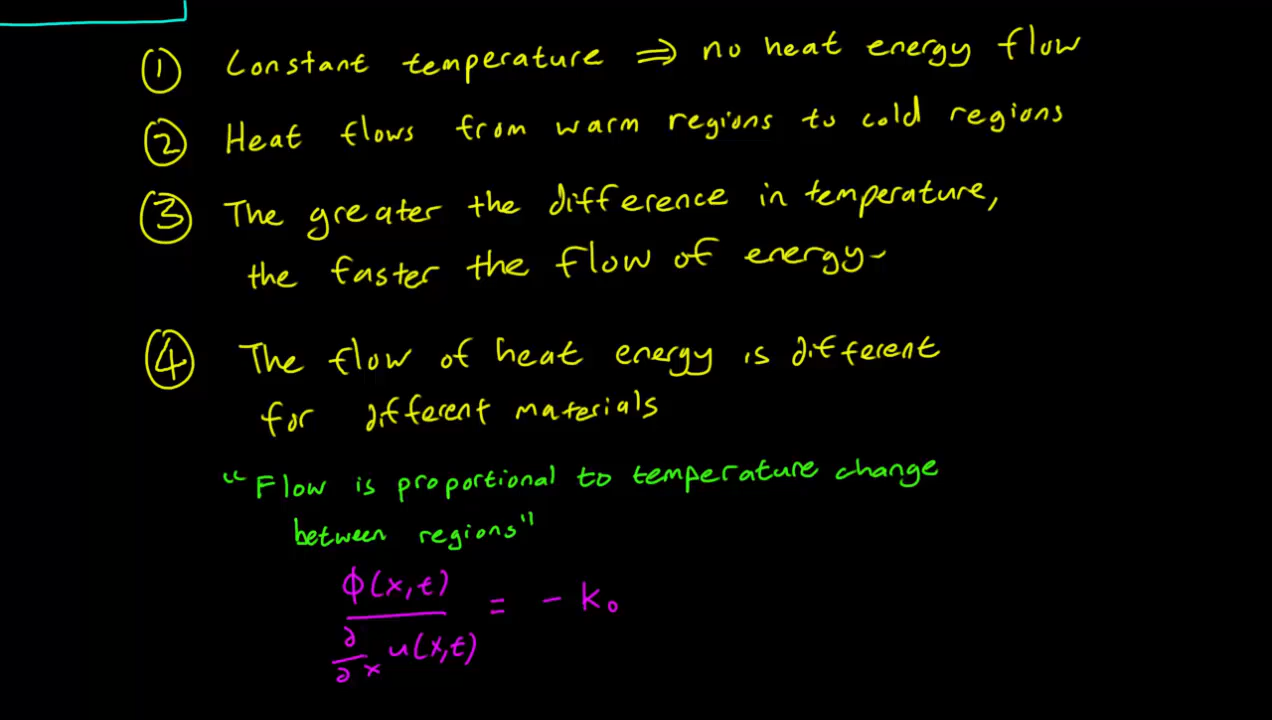 ① Constant temperature ⇒ no heat energy flow
② Heat flows from warm regions to cold regions
③ The greater the difference in temperature,
the faster the flow of energy
④ The flow of heat energy is different
for different materials
"Flow is proportional to temperature change
between regions"
ϕ(x,t) / ∂/∂x u(x,t) = - K₀